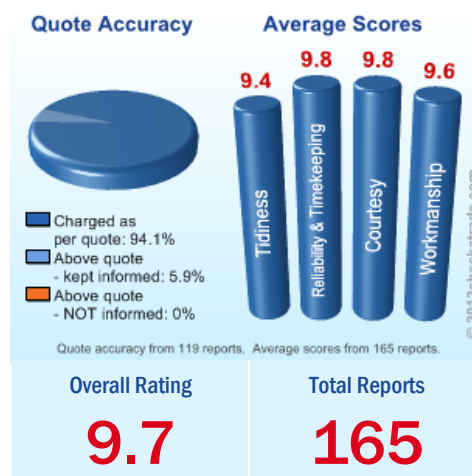 Quote Accuracy
Average Scores
9.4
9.8
9.8
9.6
Tidiness
Reliability & Timekeeping
Courtesy
Workmanship
Charged as
per quote: 94.1%
Above quote
- kept informed: 5.9%
Above quote
- NOT informed: 0%
Quote accuracy from 119 reports. Average scores from 165 reports.
Overall Rating
Total Reports
9.7
165